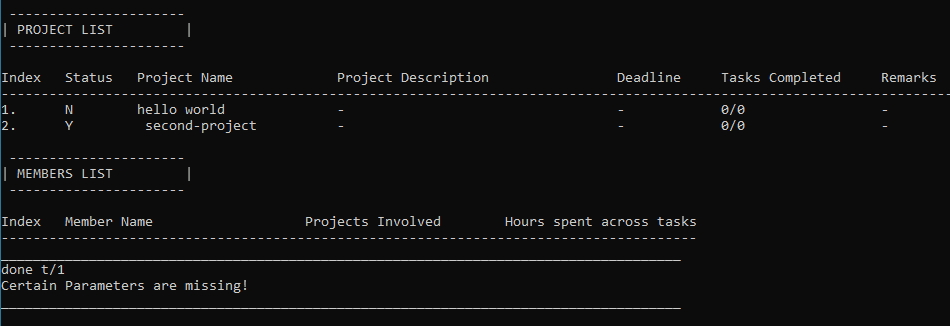 ----------------------
| PROJECT LIST         |
----------------------
Index   Status   Project Name             Project Description                Deadline     Tasks Completed     Remarks
-----------------------------------------------------------------------------------------------------------------------
1.      N        hello world              -                                  -            0/0                 -
2.      Y         second-project          -                                  -            0/0                 -
----------------------
| MEMBERS LIST         |
----------------------
Index   Member Name                   Projects Involved        Hours spent across tasks
---------------------------------------------------------------------------------------
_____________________________________________________________________________________
done t/1
Certain Parameters are missing!
_____________________________________________________________________________________